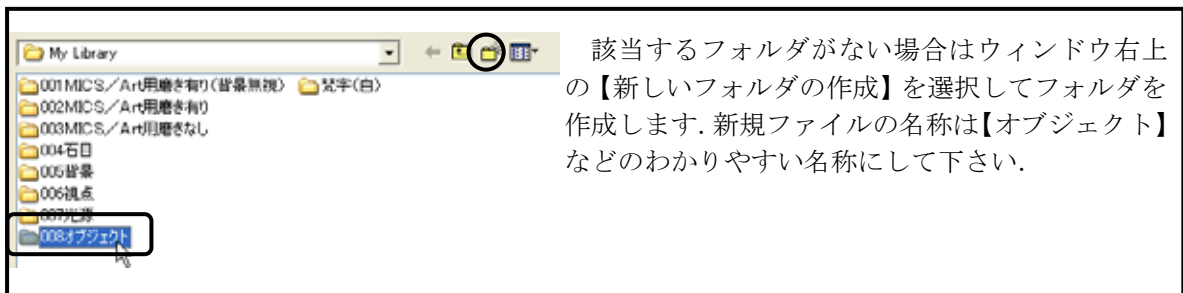 My Library
001MICS／Art用磨き有り(背景無視)
梵字(白)
002MICS／Art用磨き有り
003MICS／Art用磨きなし
004石目
005背景
006視点
007光源
008オブジェクト
該当するフォルダがない場合はウィンドウ右上
の【新しいフォルダの作成】を選択してフォルダを
作成します.新規ファイルの名称は【オブジェクト】
などのわかりやすい名称にして下さい.